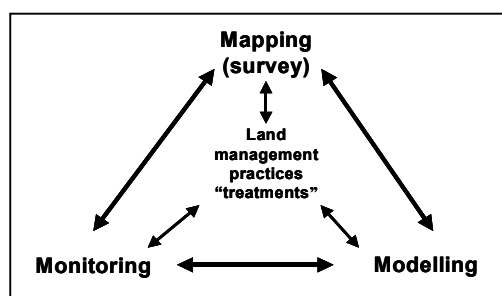 Mapping
(survey)
Land
management
practices
“treatments”
Monitoring
Modelling